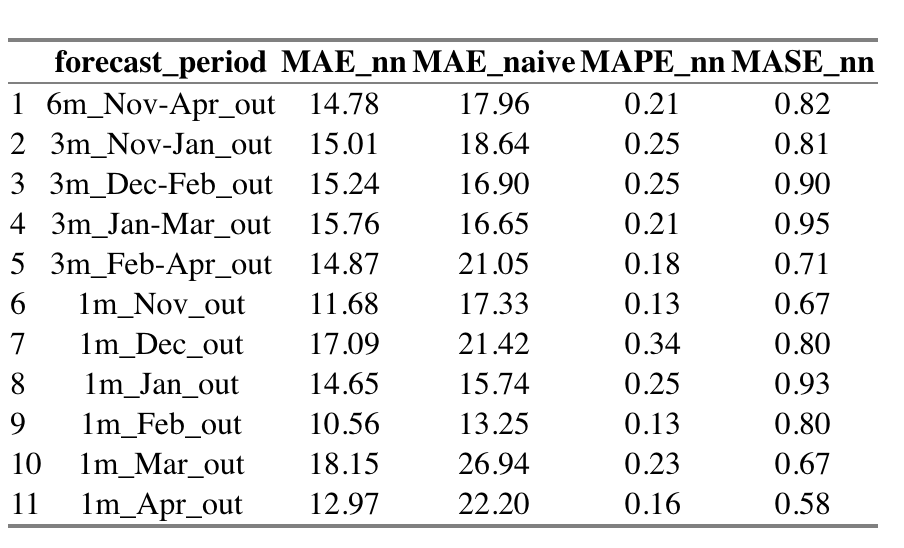 forecast_period MAE_nn MAE_naive MAPE_nn MASE_nn
1 6m_Nov-Apr_out 14.78 17.96 0.21 0.82
2 3m_Nov-Jan_out 15.01 18.64 0.25 0.81
3 3m_Dec-Feb_out 15.24 16.90 0.25 0.90
4 3m_Jan-Mar_out 15.76 16.65 0.21 0.95
5 3m_Feb-Apr_out 14.87 21.05 0.18 0.71
6 1m_Nov_out 11.68 17.33 0.13 0.67
7 1m_Dec_out 17.09 21.42 0.34 0.80
8 1m_Jan_out 14.65 15.74 0.25 0.93
9 1m_Feb_out 10.56 13.25 0.13 0.80
10 1m_Mar_out 18.15 26.94 0.23 0.67
11 1m_Apr_out 12.97 22.20 0.16 0.58